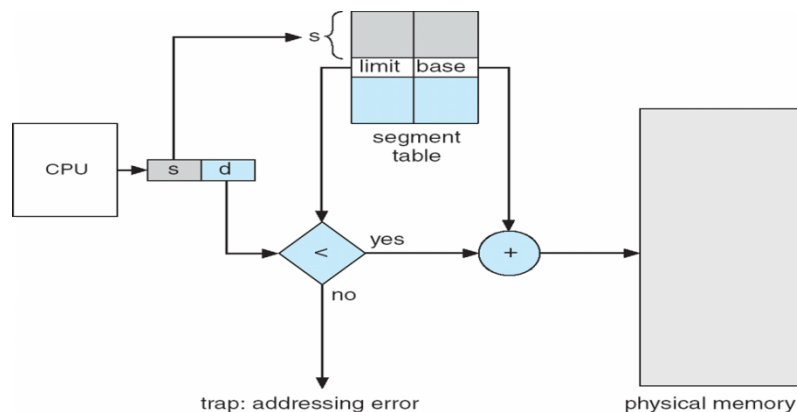 s
limit base
segment
table
CPU
s d
< yes +
no
trap: addressing error
physical memory